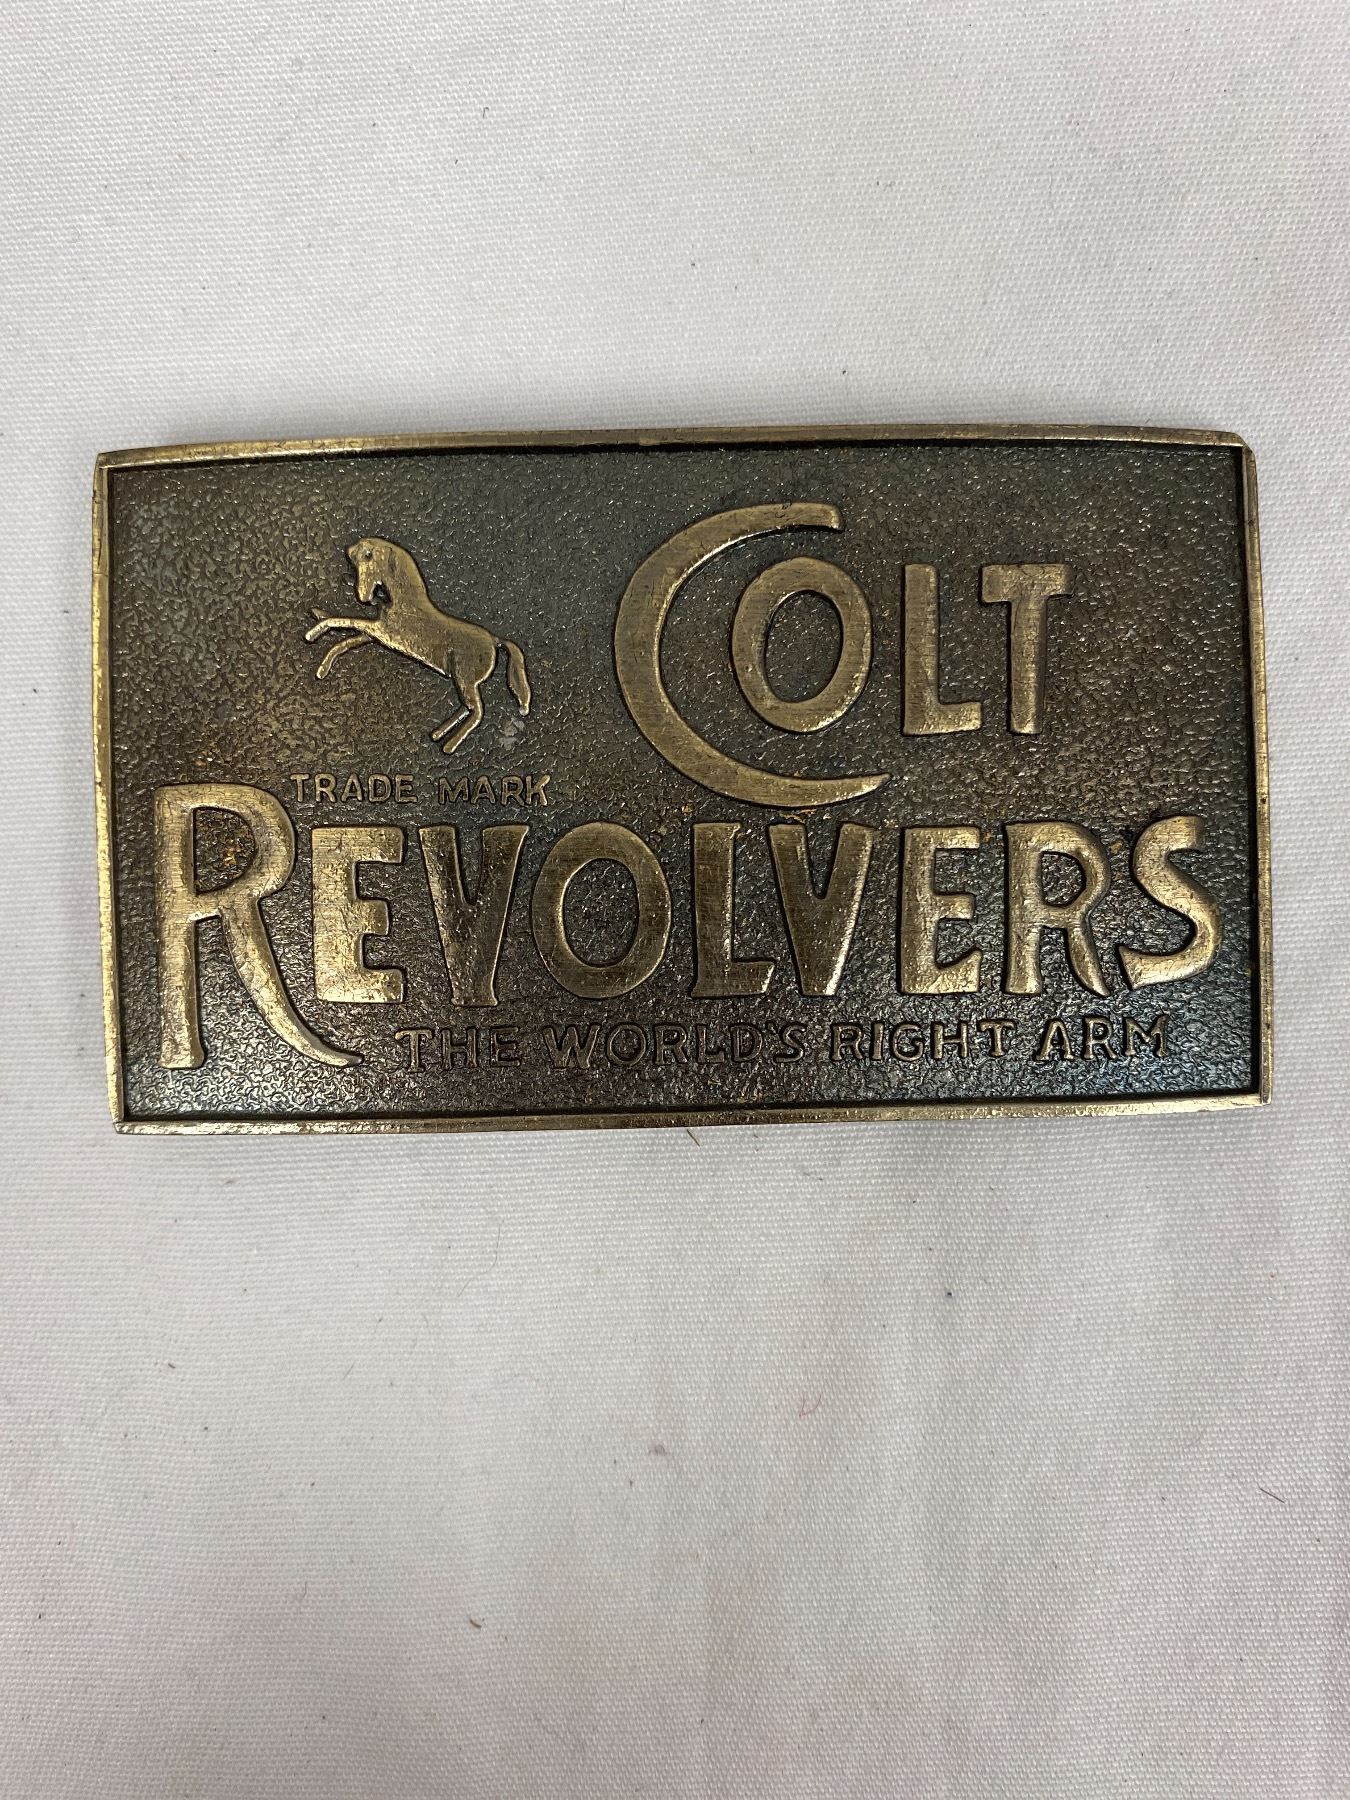 COLT
TRADE MARK
REVOLVERS
THE WORLD'S RIGHT ARM